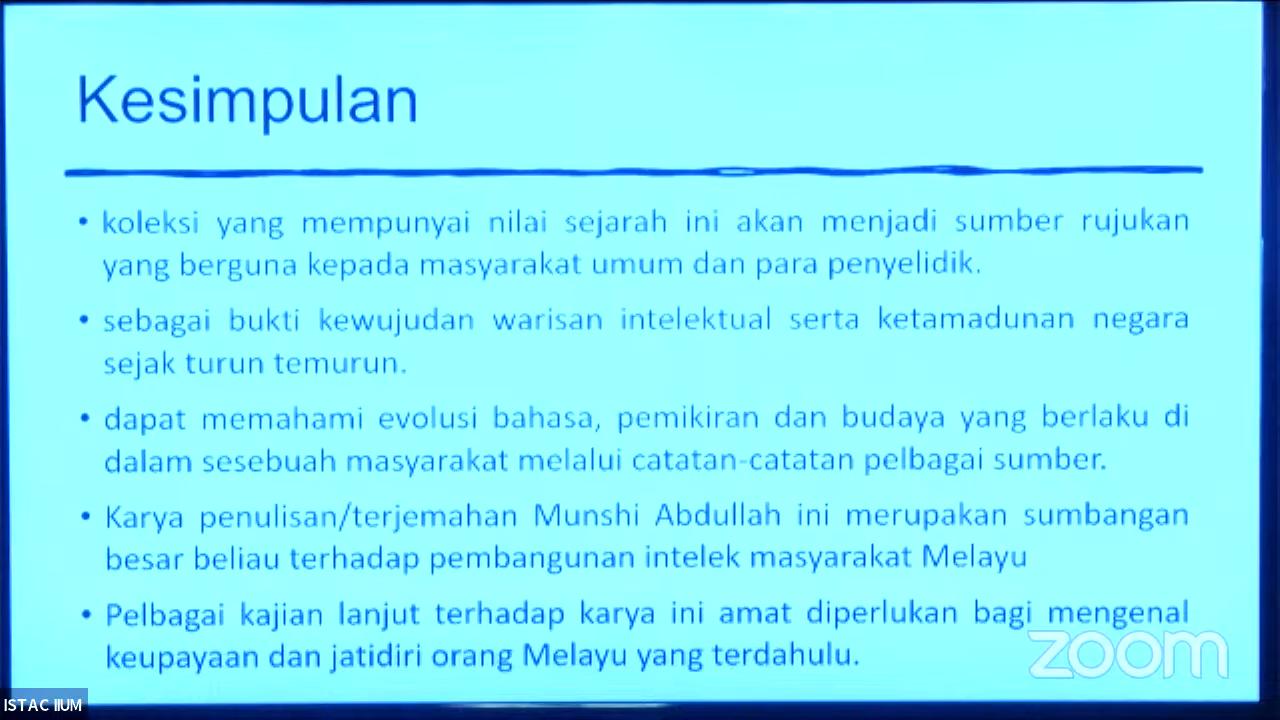 Kesimpulan
• koleksi yang mempunyai nilai sejarah ini akan menjadi sumber rujukan
yang berguna kepada masyarakat umum dan para penyelidik.
• sebagai bukti kewujudan warisan intelektual serta ketamadunan negara
sejak turun temurun.
• dapat memahami evolusi bahasa, pemikiran dan budaya yang berlaku di
dalam sesebuah masyarakat melalui catatan-catatan pelbagai sumber.
• Karya penulisan/terjemahan Munshi Abdullah ini merupakan sumbangan
besar beliau terhadap pembangunan intelek masyarakat Melayu
• Pelbagai kajian lanjut terhadap karya ini amat diperlukan bagi mengenal
keupayaan dan jatidiri orang Melayu yang terdahulu.
zoom
ISTAC IIUM